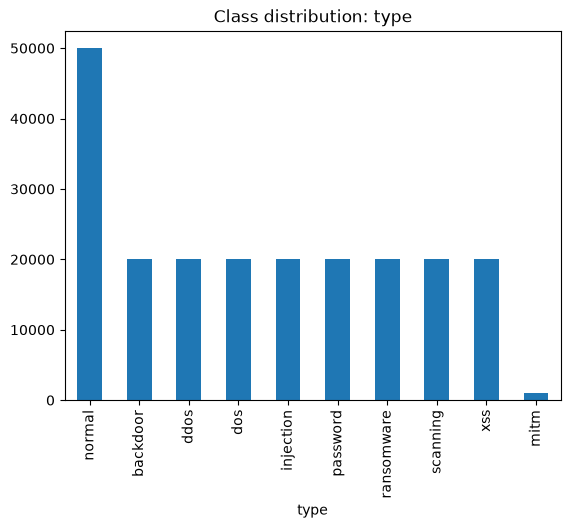 Class distribution: type
50000
40000
30000
20000
10000
0
normal
backdoor
ddos
dos
injection
password
ransomware
scanning
xss
mitm
type